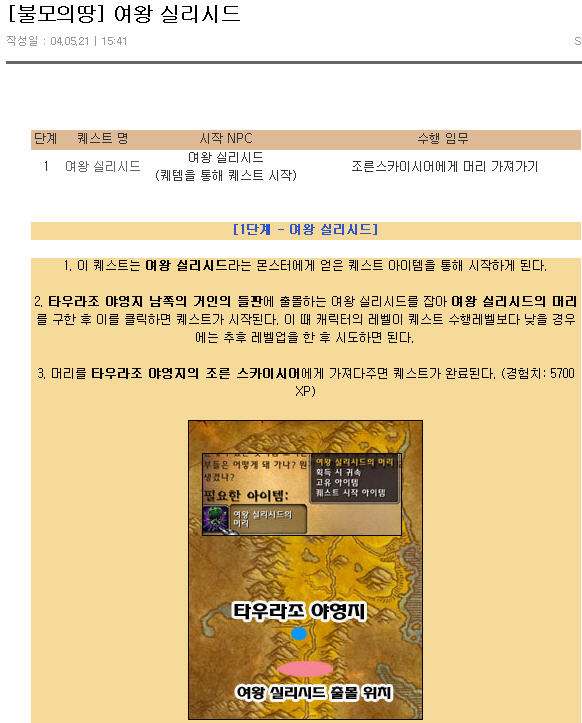 [불모의땅] 여왕 실리시드
작성일 : 04.05.21 | 15:41
S
단계 퀘스트 명 시작 NPC 수행 임무
1 여왕 실리시드 여왕 실리시드 (퀘템을 통해 퀘스트 시작) 조른스카이시어에게 머리 가져가기
[1단계 - 여왕 실리시드]
1. 이 퀘스트는 여왕 실리시드라는 몬스터에게 얻은 퀘스트 아이템을 통해 시작하게 된다.
2. 타우라조 야영지 남쪽의 거인의 들판에 출몰하는 여왕 실리시드를 잡아 여왕 실리시드의 머리
를 구한 후 이를 클릭하면 퀘스트가 시작된다. 이 때 캐릭터의 레벨이 퀘스트 수행레벨보다 낮을 경우
에는 추후 레벨업을 한 후 시도하면 된다.
3. 머리를 타우라조 야영지의 조른 스카이시어에게 가져다주면 퀘스트가 완료된다. (경험치: 5700
XP)
부들은 어떻게 돼 가나?
생겼나?
필요한 아이템:
여왕 실리시드의
머리
여왕 실리시드의 머리
획득 시 귀속
고유 아이템
퀘스트 시작 아이템
타우라조 야영지
여왕 실리시드 출몰 위치